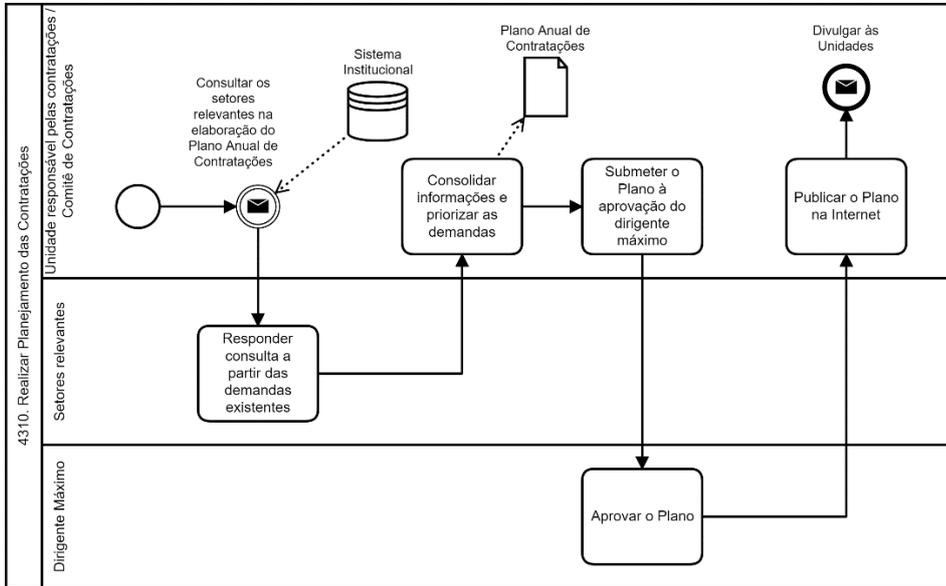 4310. Realizar Planejamento das Contratações
Unidade responsável pelas contratações /
Comitê de Contratações
Consultar os
setores
relevantes na
elaboração do
Plano Anual de
Contratações
Sistema
Institucional
Plano Anual de
Contratações
Divulgar às
Unidades
Consolidar
informações e
priorizar as
demandas
Submeter o
Plano à
aprovação do
dirigente
máximo
Publicar o Plano
na Internet
Setores relevantes
Responder
consulta a
partir das
demandas
existentes
Dirigente Máximo
Aprovar o Plano